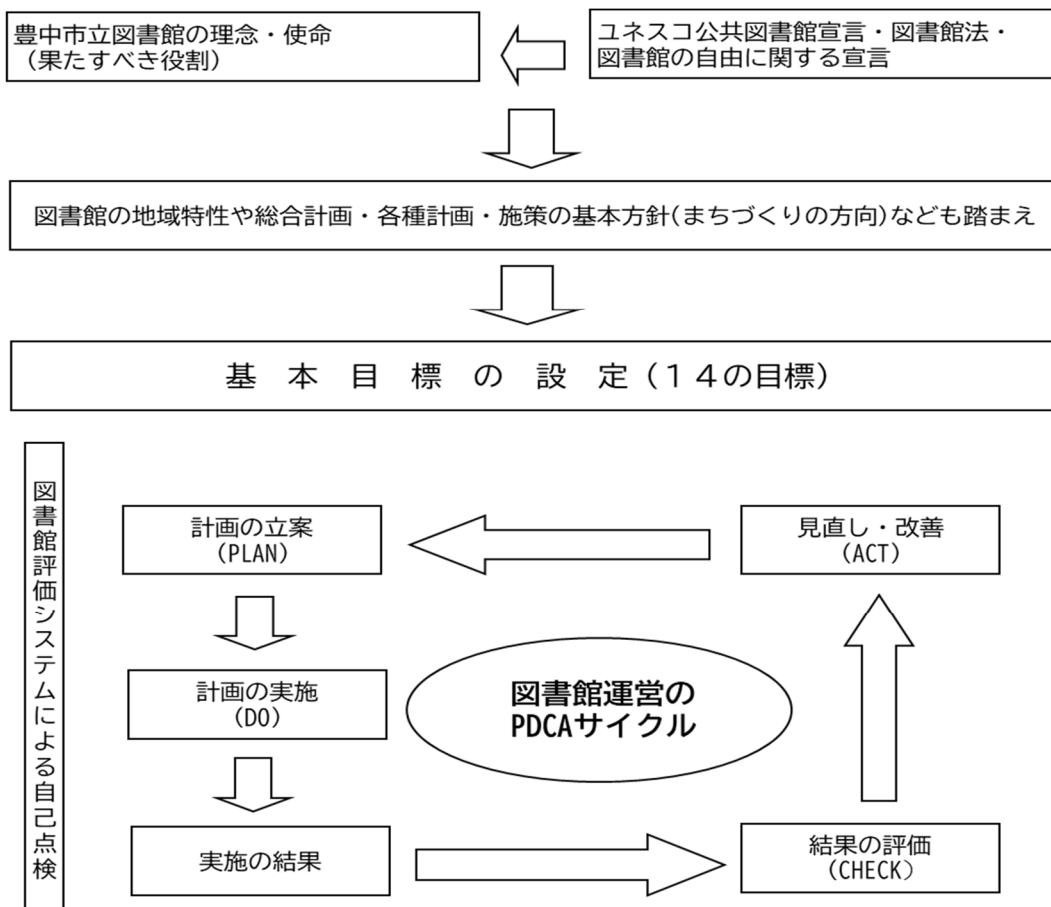 豊中市立図書館の理念・使命
（果たすべき役割）
ユネスコ公共図書館宣言・図書館法・
図書館の自由に関する宣言
図書館の地域特性や総合計画・各種計画・施策の基本方針(まちづくりの方向)なども踏まえ
基本目標の設定(１４の目標)
図書館評価システムによる自己点検
計画の立案
(PLAN)
見直し・改善
(ACT)
計画の実施
(DO)
図書館運営の
PDCAサイクル
実施の結果
結果の評価
(CHECK)